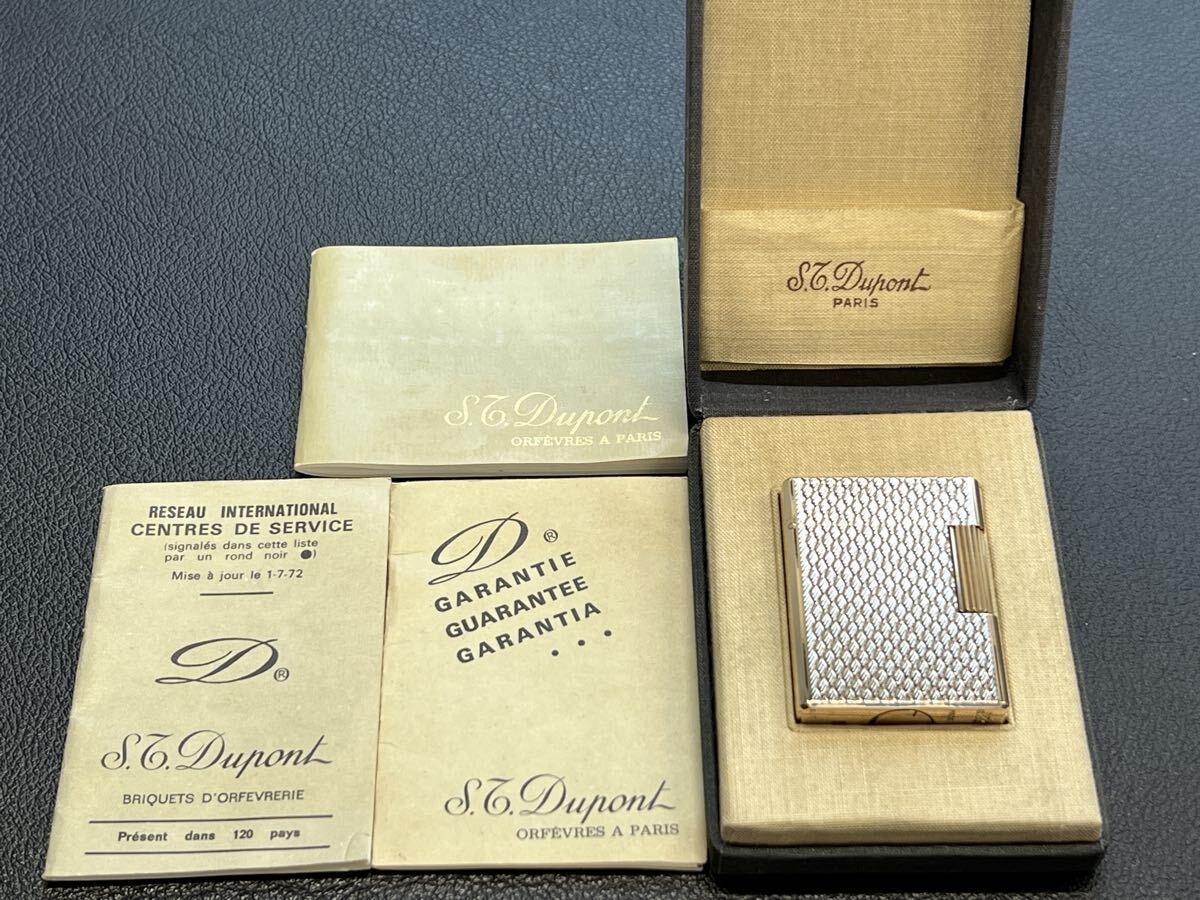 S.T. Dupont
PARIS
S.T. Dupont
ORFÈVRES A PARIS
RESEAU INTERNATIONAL
CENTRES DE SERVICE
(signalés dans cette liste
par un rond noir ●)
Mise à jour le 1-7-72
D®
S.T. Dupont
BRIQUETS D'ORFEVRERIE
Présent dans 120 pays
D®
GARANTIE
GUARANTEE
GARANTIA
...
S.T. Dupont
ORFÈVRES A PARIS